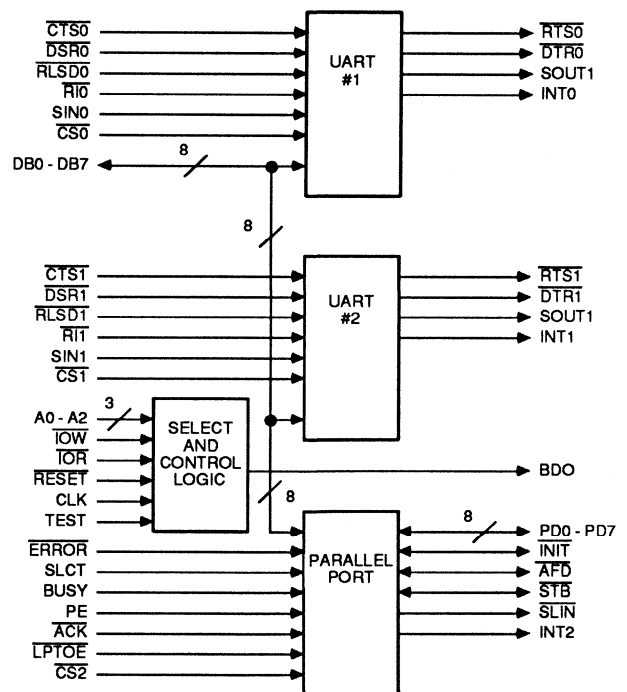 CTS0
DSR0
RLSD0
RI0
SIN0
CS0
DB0 - DB7
8
UART
#1
RTS0
DTR0
SOUT1
INT0
8
CTS1
DSR1
RLSD1
RI1
SIN1
CS1
UART
#2
RTS1
DTR1
SOUT1
INT1
A0 - A2
3
IOW
IOR
RESET
CLK
TEST
SELECT
AND
CONTROL
LOGIC
BDO
8
ERROR
SLCT
BUSY
PE
ACK
LPTOE
CS2
PARALLEL
PORT
8
PD0 - PD7
INIT
AFD
STB
SLIN
INT2